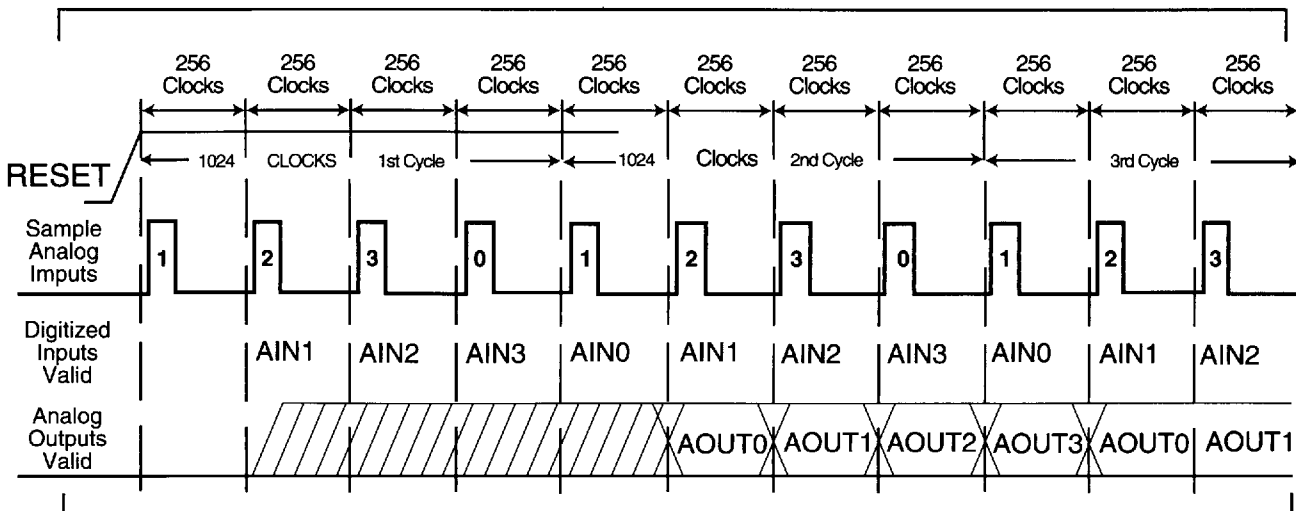 256 256 256 256 256 256 256 256 256 256 256
Clocks Clocks Clocks Clocks Clocks Clocks Clocks Clocks Clocks Clocks Clocks
1024 CLOCKS 1st Cycle 1024 Clocks 2nd Cycle 3rd Cycle
RESET
Sample
Analog
Imputs
1 2 3 0 1 2 3 0 1 2 3
Digitized
Inputs
Valid
AIN1 AIN2 AIN3 AIN0 AIN1 AIN2 AIN3 AIN0 AIN1 AIN2
Analog
Outputs
Valid
AOUT0 AOUT1 AOUT2 AOUT3 AOUT0 AOUT1